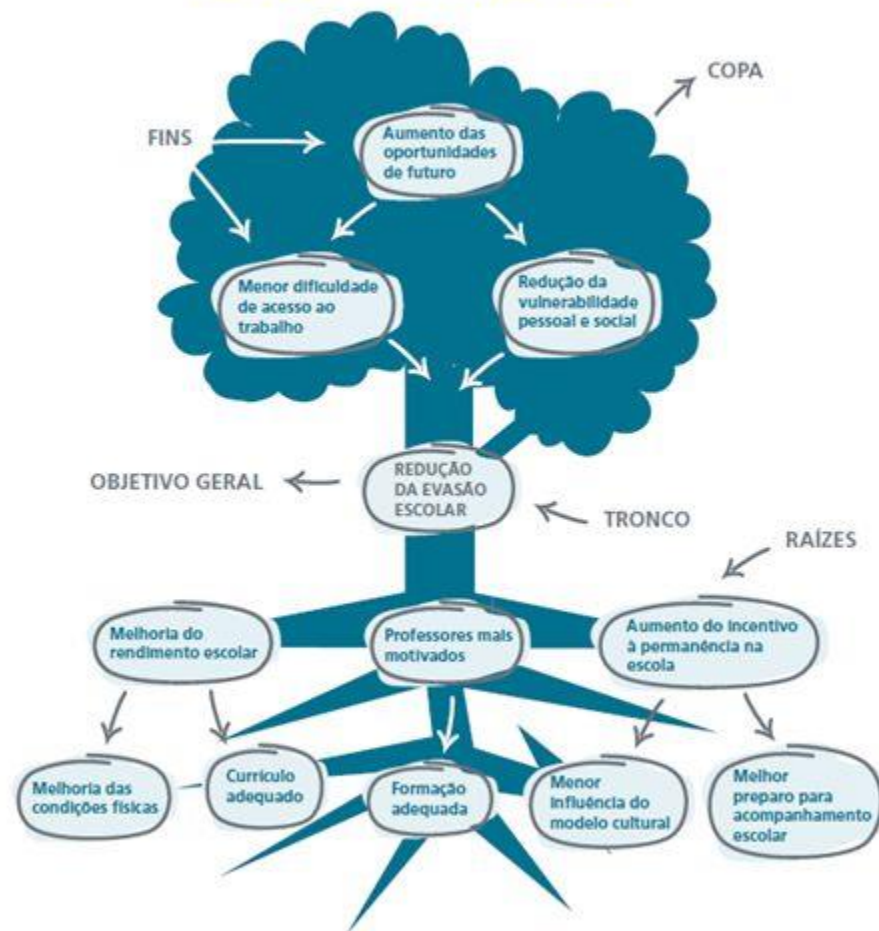 COPA
FINS
Aumento das
oportunidades
de futuro
Menor dificuldade
de acesso ao
trabalho
Redução da
vulnerabilidade
pessoal e social
OBJETIVO GERAL
REDUÇÃO
DA EVASÃO
ESCOLAR
TRONCO
RAÍZES
Melhoria do
rendimento escolar
Professores mais
motivados
Aumento do incentivo
à permanência na
escola
Melhoria das
condições físicas
Currículo
adequado
Formação
adequada
Menor
influência do
modelo cultural
Melhor
preparo para
acompanhamento
escolar